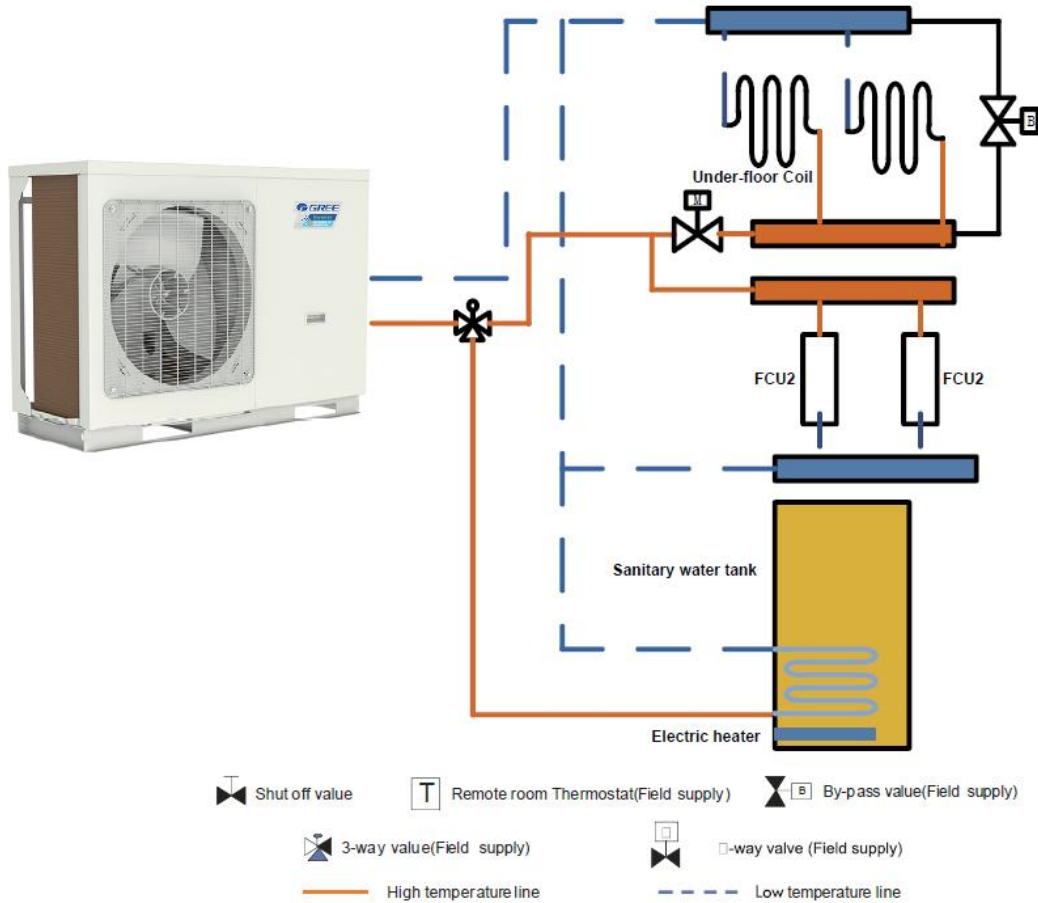 B
Under-floor Coil
M
GREE
FCU2
FCU2
Sanitary water tank
Electric heater
Shut off value
T Remote room Thermostat(Field supply)
B By-pass value(Field supply)
3-way value(Field supply)
□-way valve (Field supply)
High temperature line
Low temperature line